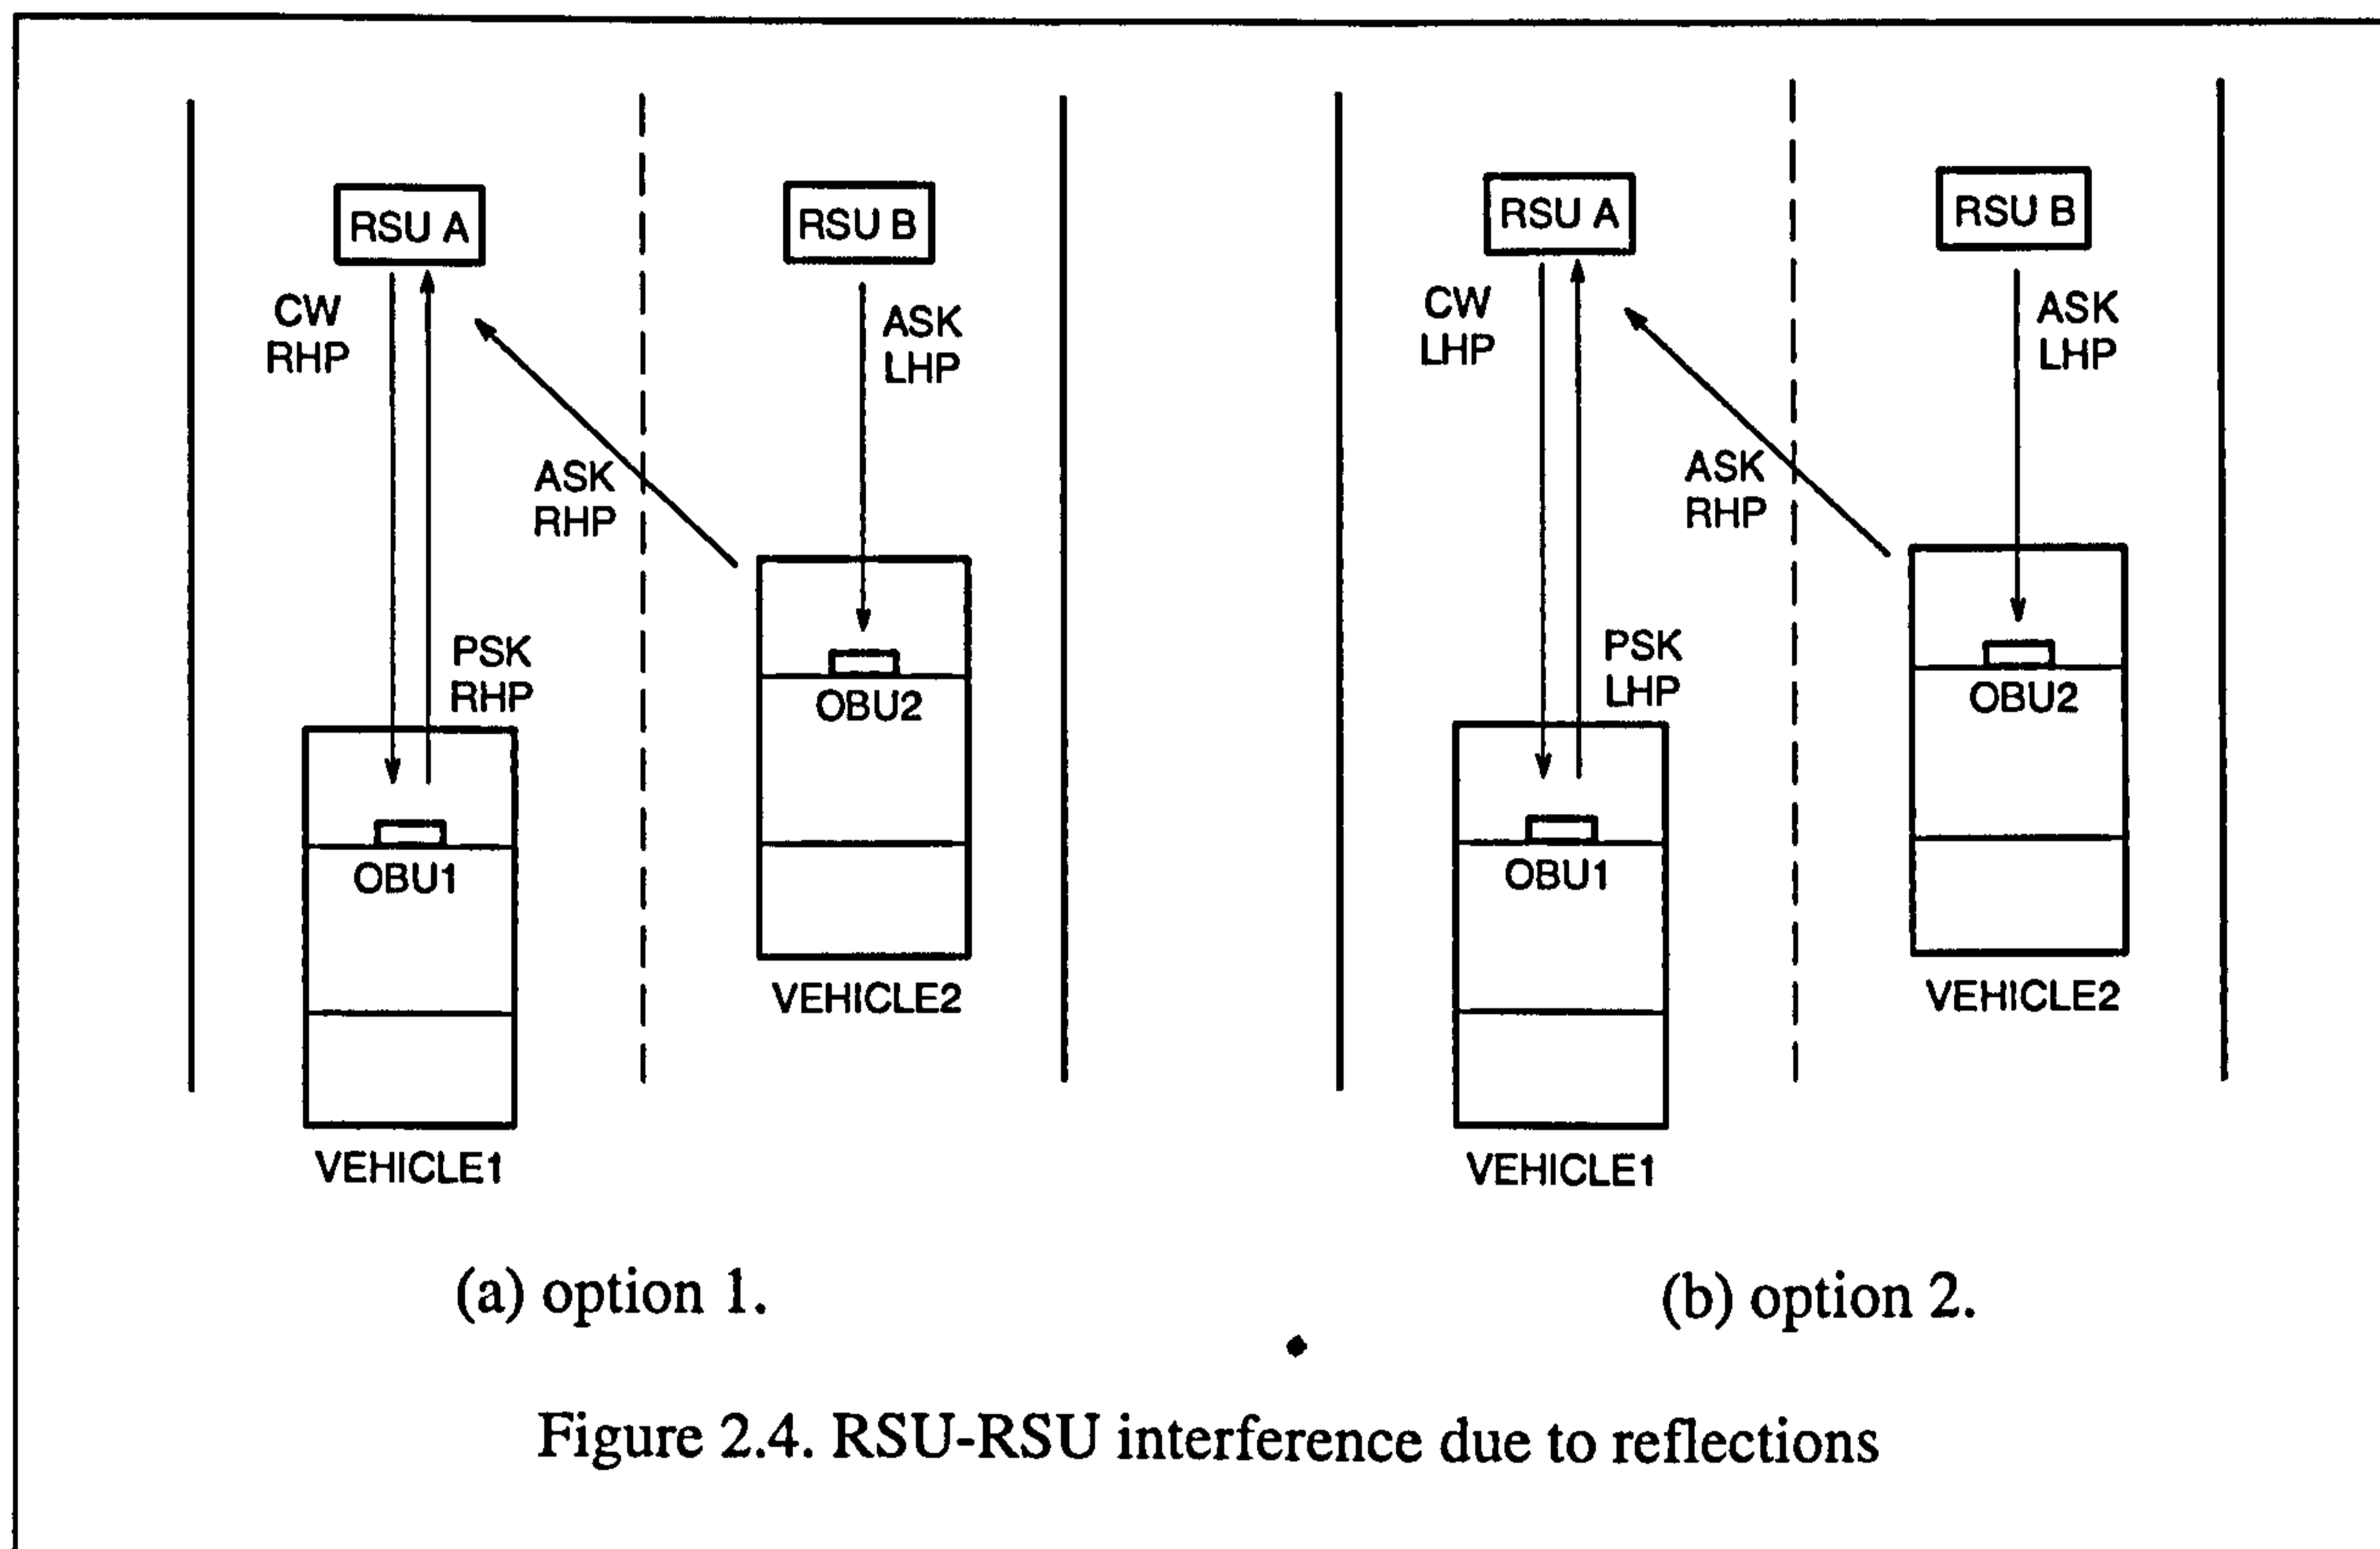 RSU A
RSU B
CW
RHP
ASK
LHP
ASK
RHP
PSK
RHP
OBU2
OBU1
VEHICLE2
VEHICLE1
(a) option 1.
RSU A
RSU B
CW
LHP
ASK
LHP
ASK
RHP
PSK
LHP
OBU2
OBU1
VEHICLE2
VEHICLE1
(b) option 2.
Figure 2.4. RSU-RSU interference due to reflections